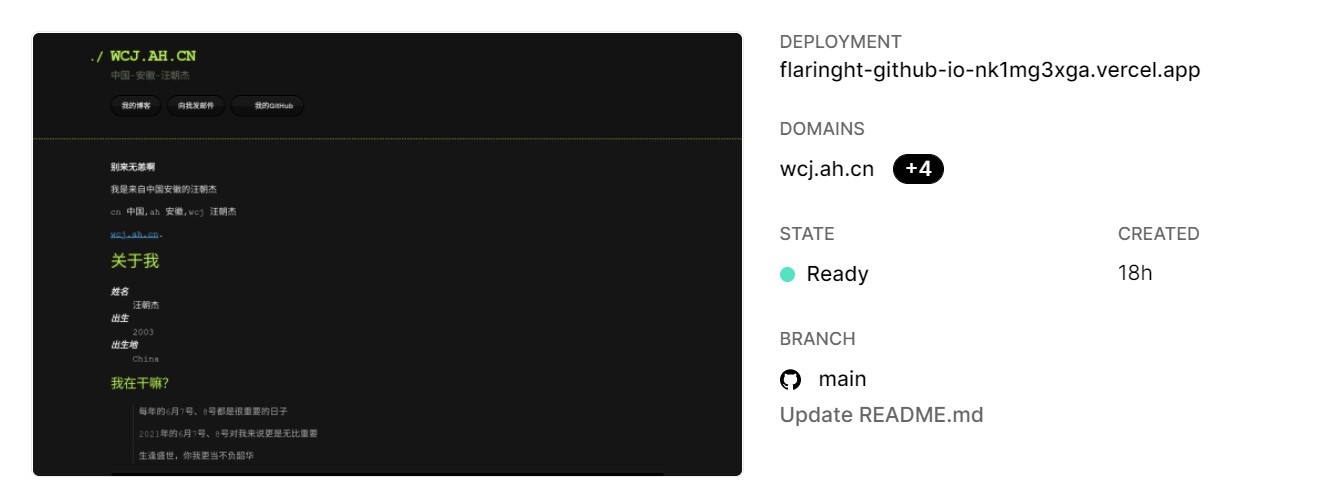 ./ WCJ.AH.CN
中国-安徽-汪朝杰
我的博客 向我发邮件 我的GitHub
别来无恙啊
我是来自中国安徽的汪朝杰
cn 中国,ah 安徽,wcj 汪朝杰
wcj.ah.cn.
关于我
姓名
汪朝杰
出生
2003
出生地
China
我在干嘛?
每年的6月7号、8号都是很重要的日子
2021年的6月7号、8号对我来说更是无比重要
生逢盛世，你我更当不负韶华
DEPLOYMENT
flaringht-github-io-nk1mg3xga.vercel.app
DOMAINS
wcj.ah.cn +4
STATE CREATED
Ready 18h
BRANCH
main
Update README.md